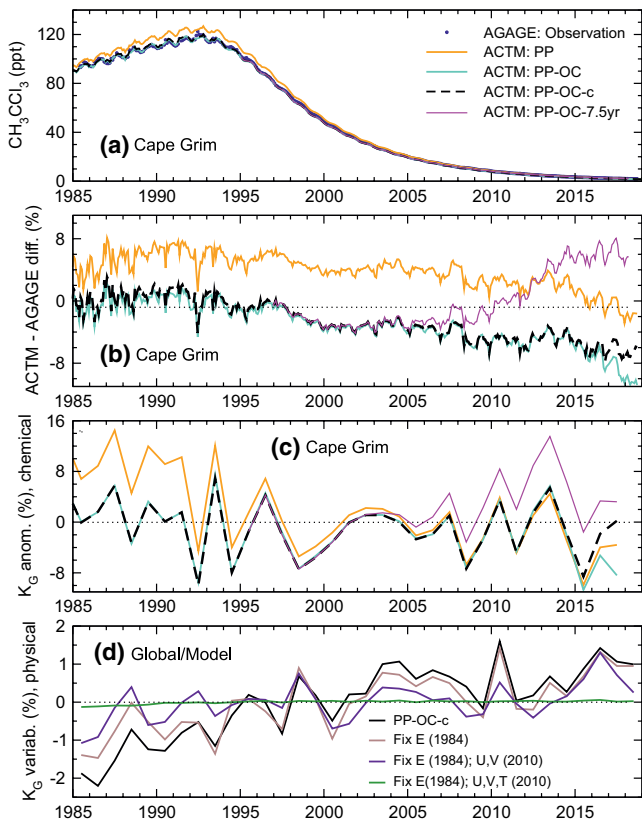 120
80
40
0
CH3CCl3 (ppt)
AGAGE: Observation
ACTM: PP
ACTM: PP-OC
ACTM: PP-OC-c
ACTM: PP-OC-7.5yr
(a) Cape Grim
1985 1990 1995 2000 2005 2010 2015
8
0
-8
ACTM - AGAGE diff. (%)
(b) Cape Grim
1985 1990 1995 2000 2005 2010 2015
16
8
0
-8
KG anom. (%), chemical
(c) Cape Grim
1985 1990 1995 2000 2005 2010 2015
2
1
0
-1
-2
KG variab. (%), physical
(d) Global/Model
PP-OC-c
Fix E (1984)
Fix E (1984); U,V (2010)
Fix E(1984); U,V,T (2010)
1985 1990 1995 2000 2005 2010 2015